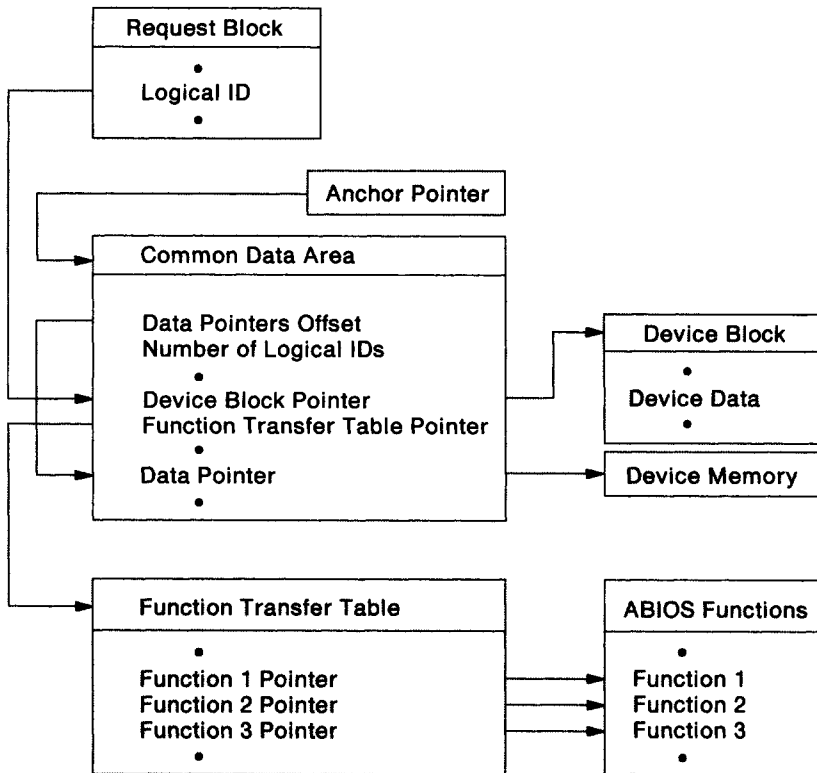 Request Block
•
Logical ID
•
Anchor Pointer
Common Data Area
Data Pointers Offset
Number of Logical IDs
•
Device Block Pointer
Function Transfer Table Pointer
•
Data Pointer
•
Device Block
•
Device Data
•
Device Memory
Function Transfer Table
•
Function 1 Pointer
Function 2 Pointer
Function 3 Pointer
•
ABIOS Functions
•
Function 1
Function 2
Function 3
•